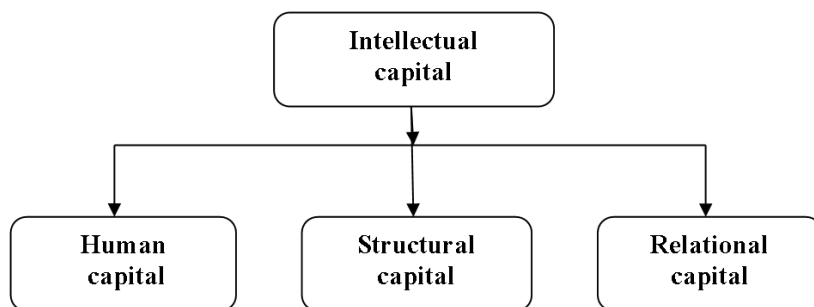 Intellectual
capital
Human
capital
Structural
capital
Relational
capital